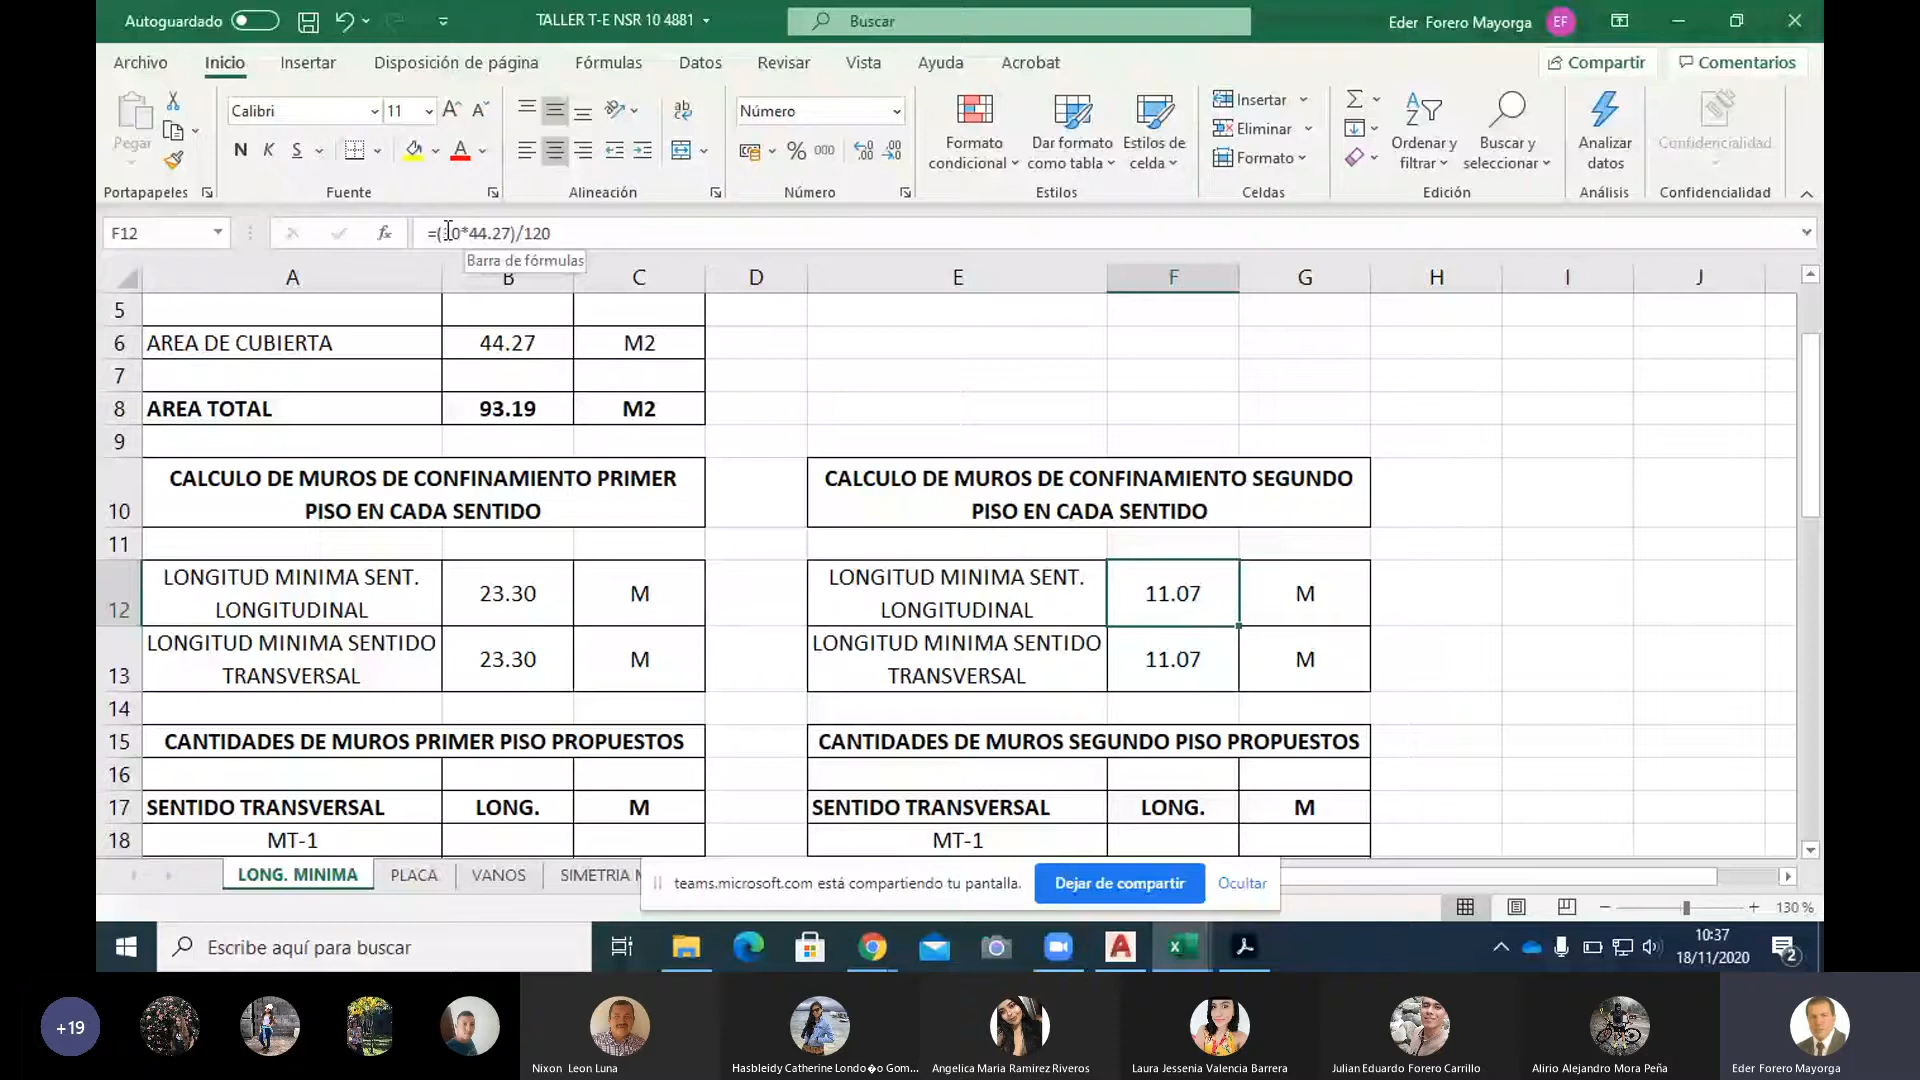 Autoguardado
TALLER T-E NSR 10 4881
Buscar
Eder Forero Mayorga
EF
Archivo
Inicio
Insertar
Disposición de página
Fórmulas
Datos
Revisar
Vista
Ayuda
Acrobat
Compartir
Comentarios
Pegar
Calibri
11
Número
Formato condicional
Dar formato como tabla
Estilos de celda
Insertar
Eliminar
Formato
Ordenar y filtrar
Buscar y seleccionar
Analizar datos
Confidencialidad
N K S
% 000
Portapapeles
Fuente
Alineación
Número
Estilos
Celdas
Edición
Análisis
Confidencialidad
F12
fx
=(30*44.27)/120
Barra de fórmulas
A B C D E F G H I J
5
6 AREA DE CUBIERTA 44.27 M2
7
8 AREA TOTAL 93.19 M2
9
CALCULO DE MUROS DE CONFINAMIENTO PRIMER
10 PISO EN CADA SENTIDO
CALCULO DE MUROS DE CONFINAMIENTO SEGUNDO
PISO EN CADA SENTIDO
11
12 LONGITUD MINIMA SENT. LONGITUDINAL 23.30 M
LONGITUD MINIMA SENT. LONGITUDINAL 11.07 M
13 LONGITUD MINIMA SENTIDO TRANSVERSAL 23.30 M
LONGITUD MINIMA SENTIDO TRANSVERSAL 11.07 M
14
15 CANTIDADES DE MUROS PRIMER PISO PROPUESTOS
CANTIDADES DE MUROS SEGUNDO PISO PROPUESTOS
16
17 SENTIDO TRANSVERSAL LONG. M
SENTIDO TRANSVERSAL LONG. M
18 MT-1
MT-1
LONG. MINIMA
PLACA
VANOS
SIMETRIA
teams.microsoft.com está compartiendo tu pantalla.
Dejar de compartir
Ocultar
130 %
Escribe aquí para buscar
10:37
18/11/2020
2
+19
Nixon Leon Luna
Hasbleidy Catherine Londo�o Gom...
Angelica Maria Ramirez Riveros
Laura Jessenia Valencia Barrera
Julian Eduardo Forero Carrillo
Alirio Alejandro Mora Peña
Eder Forero Mayorga